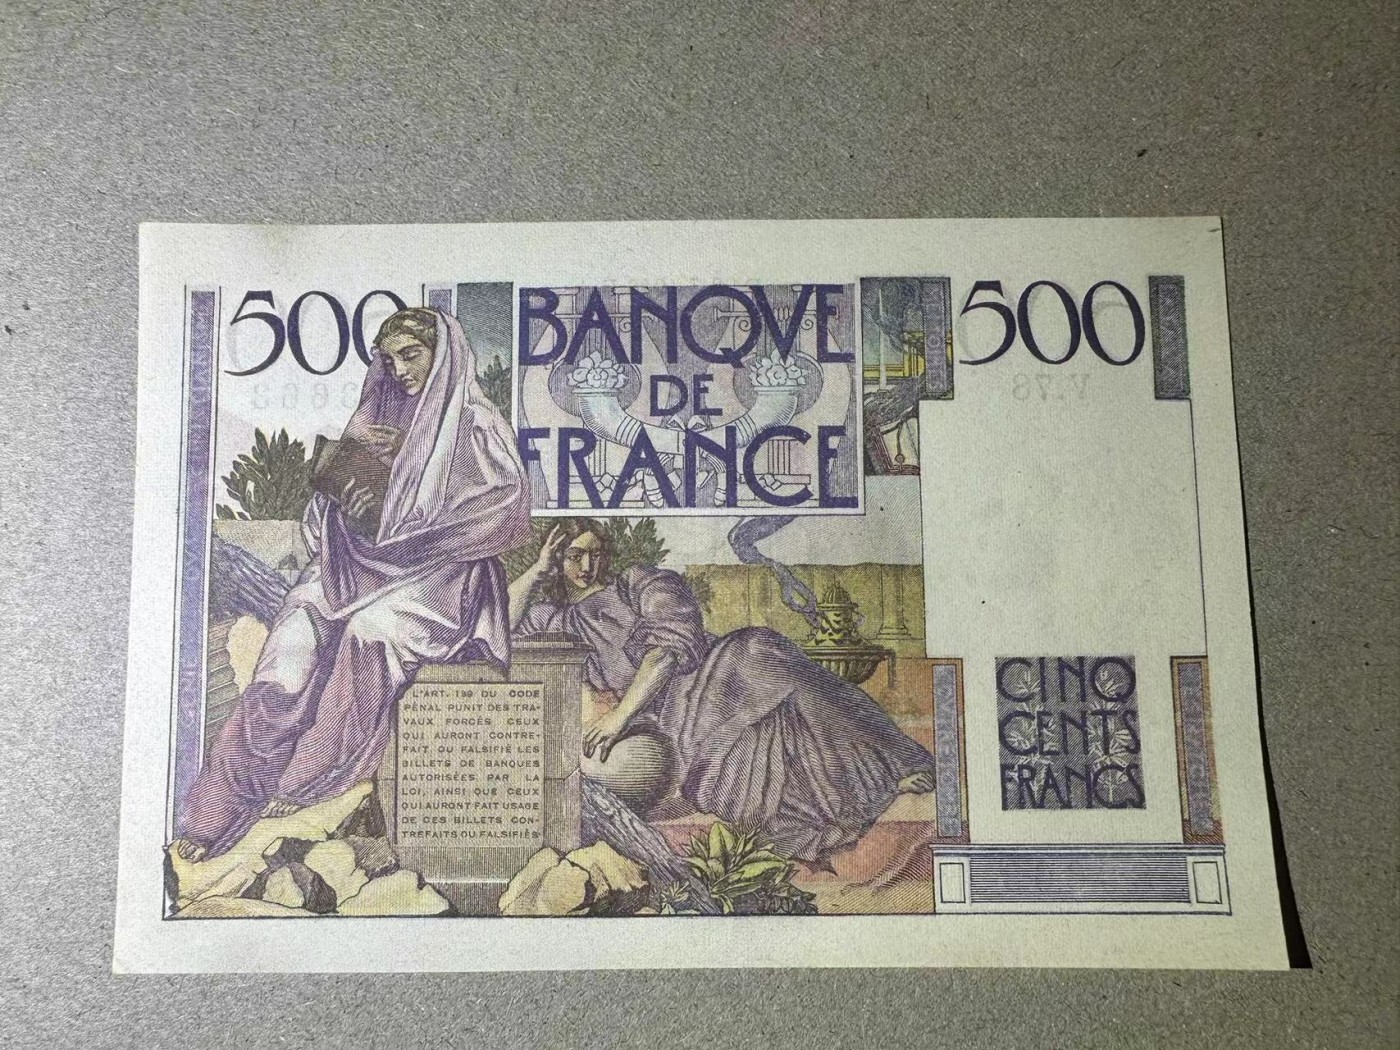 500
BANQVE
500
DE
FRANCE
L'ART. 139 DU CODE
PÉNAL PUNIT DES TRA-
VAUX FORCÉS CEUX
QUI AURONT CONTRE-
FAIT OU FALSIFIÉ LES
BILLETS DE BANQUES
AUTORISÉES PAR LA
LOI, AINSI QUE CEUX
QUI AURONT FAIT USAGE
DE CES BILLETS CON-
TREFAITS OU FALSIFIÉS
CINQ
CENTS
FRANCS